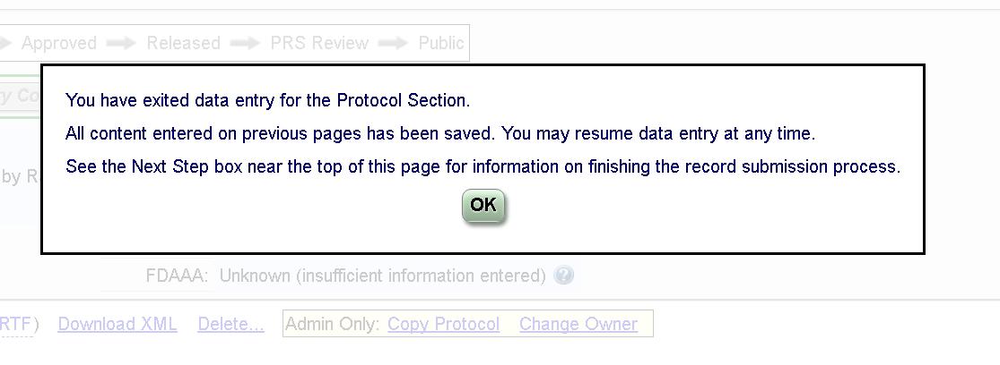 Approved Released PRS Review Public
You have exited data entry for the Protocol Section.
All content entered on previous pages has been saved. You may resume data entry at any time.
See the Next Step box near the top of this page for information on finishing the record submission process.
by
OK
FDAAA: Unknown (insufficient information entered) ?
RTF) Download XML Delete... Admin Only: Copy Protocol Change Owner